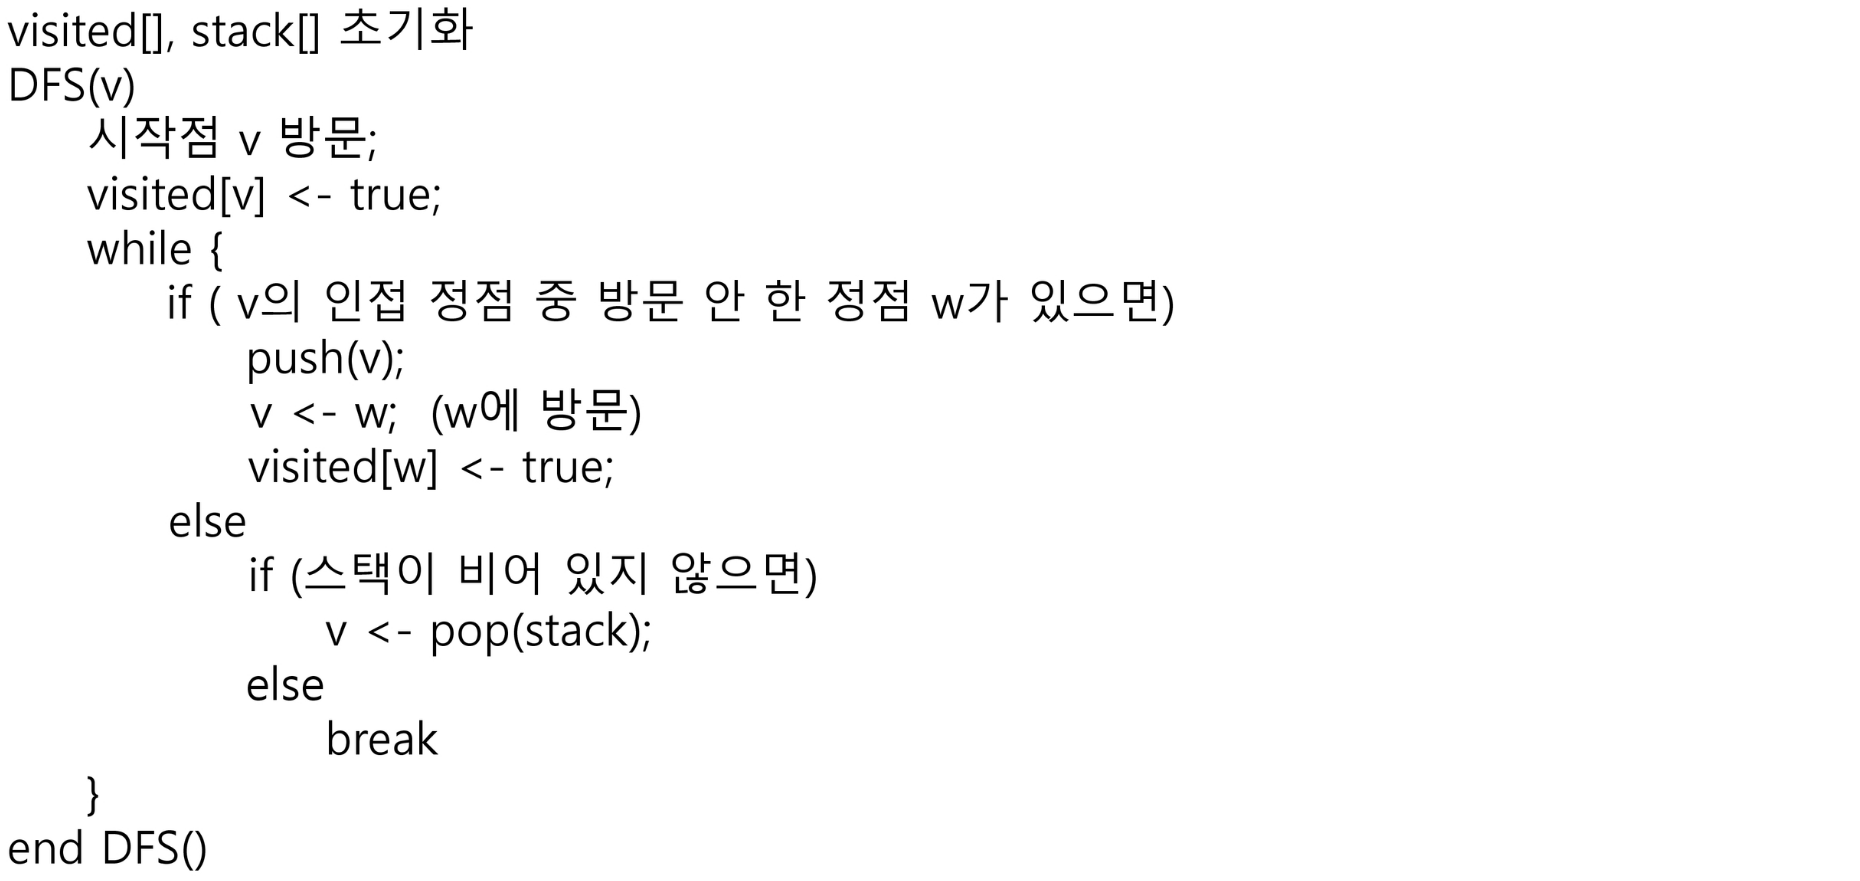 visited[], stack[] 초기화
DFS(v)
시작점 v 방문;
visited[v] <- true;
while {
if ( v의 인접 정점 중 방문 안 한 정점 w가 있으면)
push(v);
v <- w; (w에 방문)
visited[w] <- true;
else
if (스택이 비어 있지 않으면)
v <- pop(stack);
else
break
}
end DFS()